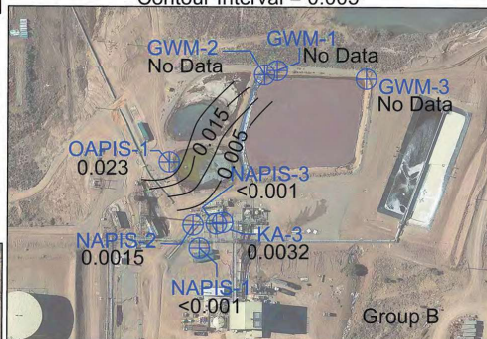 Contour Interval = 0.005
GWM-2
No Data
GWM-1
No Data
GWM-3
No Data
0.015
0.005
OAPIS-1
0.023
NAPIS-3
<0.001
NAPIS-2
0.0015
KA-3
0.0032
NAPIS-1
<0.001
Group B